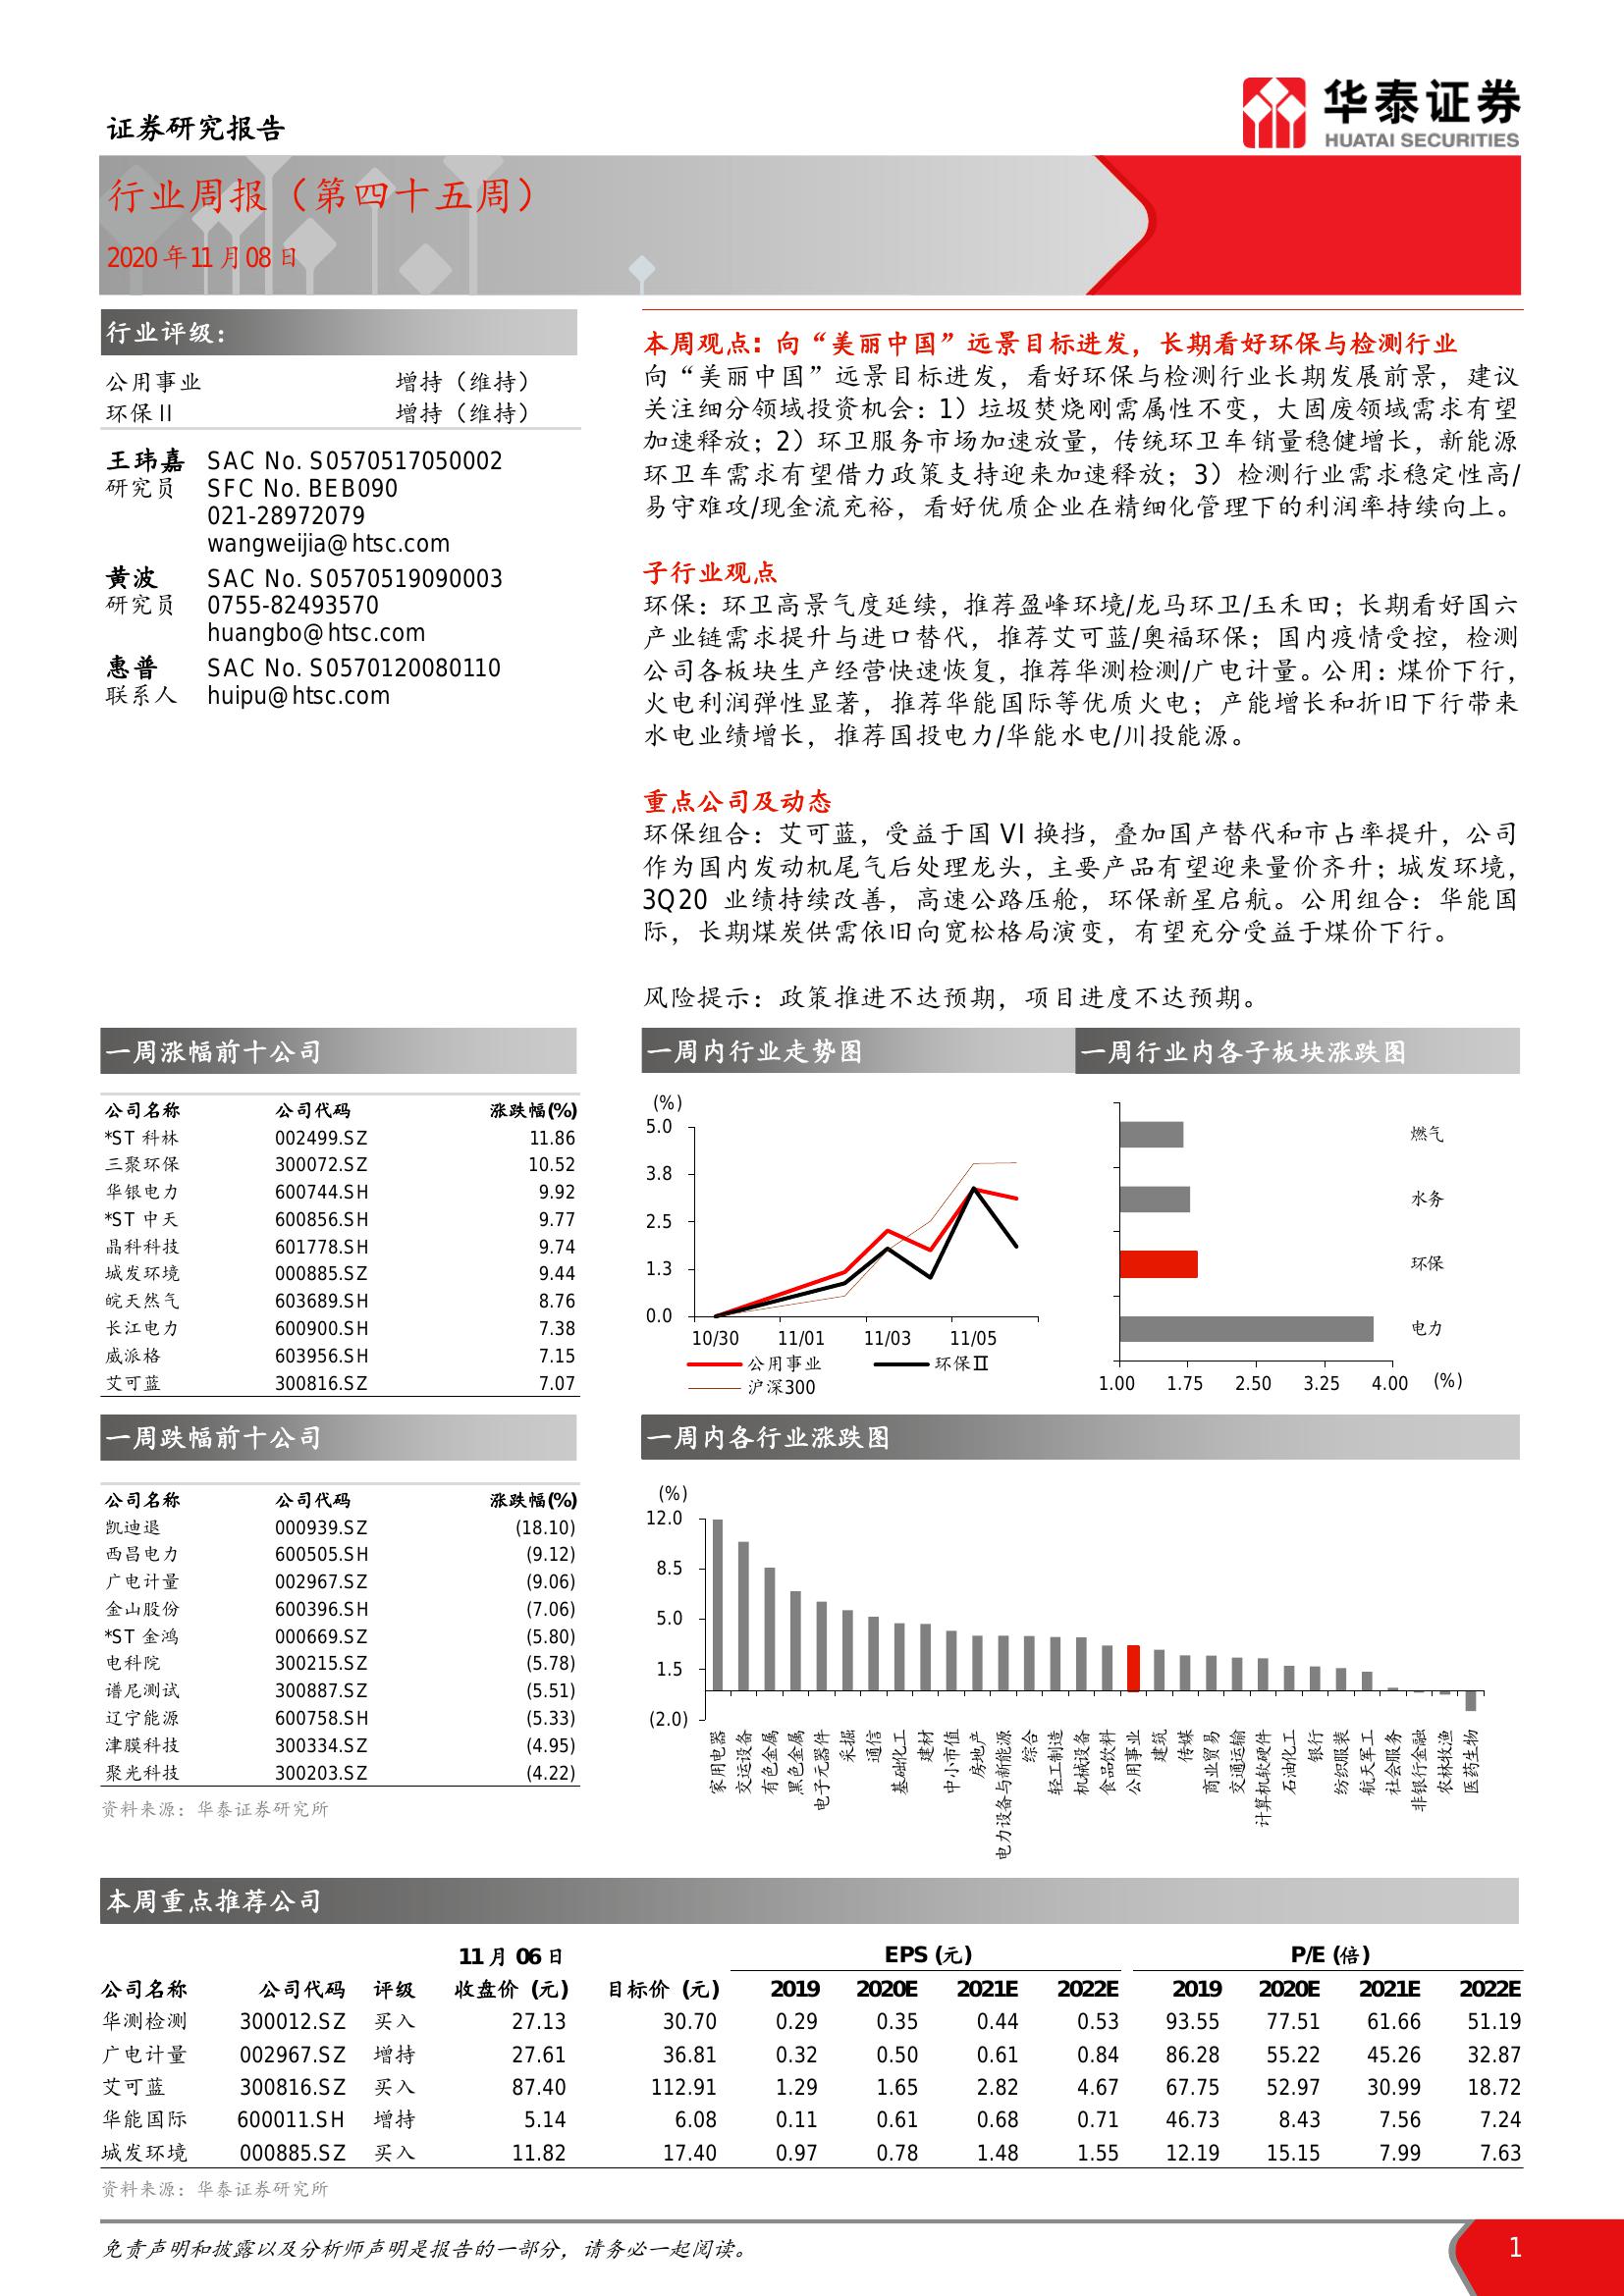 证券研究报告
华泰证券
HUATAI SECURITIES
行业周报（第四十五周）
2020年11月08日
行业评级：
公用事业 增持（维持）
环保II 增持（维持）
王玮嘉 SAC No. S0570517050002
研究员 SFC No. BEB090
021-28972079
wangweijia@htsc.com
黄波 SAC No. S0570519090003
研究员 0755-82493570
huangbo@htsc.com
惠普 SAC No. S0570120080110
联系人 huipu@htsc.com
本周观点：向“美丽中国”远景目标进发，长期看好环保与检测行业
向“美丽中国”远景目标进发，看好环保与检测行业长期发展前景，建议
关注细分领域投资机会：1）垃圾焚烧刚需属性不变，大固废领域需求有望
加速释放；2）环卫服务市场加速放量，传统环卫车销量稳健增长，新能源
环卫车需求有望借力政策支持迎来加速释放；3）检测行业需求稳定性高/
易守难攻/现金流充裕，看好优质企业在精细化管理下的利润率持续向上。
子行业观点
环保：环卫高景气度延续，推荐盈峰环境/龙马环卫/玉禾田；长期看好国六
产业链需求提升与进口替代，推荐艾可蓝/奥福环保；国内疫情受控，检测
公司各板块生产经营快速恢复，推荐华测检测/广电计量。公用：煤价下行，
火电利润弹性显著，推荐华能国际等优质火电；产能增长和折旧下行带来
水电业绩增长，推荐国投电力/华能水电/川投能源。
重点公司及动态
环保组合：艾可蓝，受益于国VI换挡，叠加国产替代和市占率提升，公司
作为国内发动机尾气后处理龙头，主要产品有望迎来量价齐升；城发环境，
3Q20 业绩持续改善，高速公路压舱，环保新星启航。公用组合：华能国
际，长期煤炭供需依旧向宽松格局演变，有望充分受益于煤价下行。
风险提示：政策推进不达预期，项目进度不达预期。
一周涨幅前十公司
公司名称 公司代码 涨跌幅(%)
*ST 科林 002499.SZ 11.86
三聚环保 300072.SZ 10.52
华银电力 600744.SH 9.92
*ST 中天 600856.SH 9.77
晶科科技 601778.SH 9.74
城发环境 000885.SZ 9.44
皖天然气 603689.SH 8.76
长江电力 600900.SH 7.38
威派格 603956.SH 7.15
艾可蓝 300816.SZ 7.07
一周内行业走势图
(%)
5.0
3.8
2.5
1.3
0.0
10/30 11/01 11/03 11/05
公用事业 环保Ⅱ
沪深300
一周行业内各子板块涨跌图
燃气
水务
环保
电力
1.00 1.75 2.50 3.25 4.00 (%)
一周跌幅前十公司
公司名称 公司代码 涨跌幅(%)
凯迪退 000939.SZ (18.10)
西昌电力 600505.SH (9.12)
广电计量 002967.SZ (9.06)
金山股份 600396.SH (7.06)
*ST 金鸿 000669.SZ (5.80)
电科院 300215.SZ (5.78)
谱尼测试 300887.SZ (5.51)
辽宁能源 600758.SH (5.33)
津膜科技 300334.SZ (4.95)
聚光科技 300203.SZ (4.22)
资料来源：华泰证券研究所
一周内各行业涨跌图
(%)
12.0
8.5
5.0
1.5
(2.0)
家用电器
交运设备
有色金属
黑色金属
电子元器件
采掘
通信
基础化工
建材
中小市值
房地产
电力设备与新能源
综合
轻工制造
机械设备
食品饮料
公用事业
建筑
传媒
商业贸易
交通运输
计算机软硬件
石油化工
银行
纺织服装
航天军工
社会服务
非银行金融
农林牧渔
医药生物
本周重点推荐公司
11月06日 EPS (元) P/E (倍)
公司名称 公司代码 评级 收盘价 (元) 目标价 (元) 2019 2020E 2021E 2022E 2019 2020E 2021E 2022E
华测检测 300012.SZ 买入 27.13 30.70 0.29 0.35 0.44 0.53 93.55 77.51 61.66 51.19
广电计量 002967.SZ 增持 27.61 36.81 0.32 0.50 0.61 0.84 86.28 55.22 45.26 32.87
艾可蓝 300816.SZ 买入 87.40 112.91 1.29 1.65 2.82 4.67 67.75 52.97 30.99 18.72
华能国际 600011.SH 增持 5.14 6.08 0.11 0.61 0.68 0.71 46.73 8.43 7.56 7.24
城发环境 000885.SZ 买入 11.82 17.40 0.97 0.78 1.48 1.55 12.19 15.15 7.99 7.63
资料来源：华泰证券研究所
免责声明和披露以及分析师声明是报告的一部分，请务必一起阅读。 1